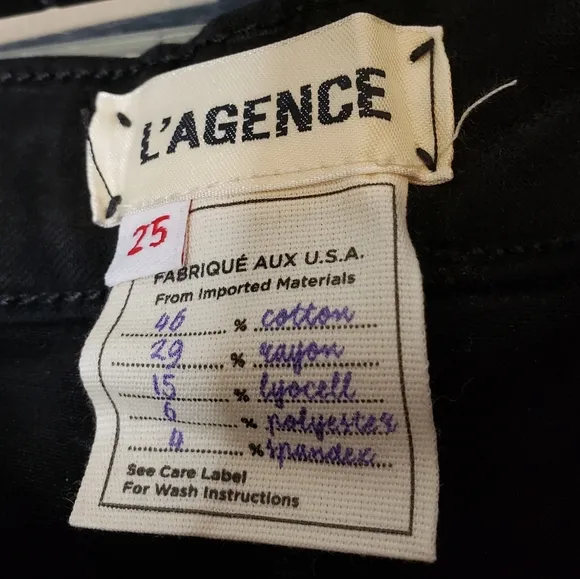 L'AGENCE
25
FABRIQUÉ AUX U.S.A.
From Imported Materials
46 % cotton
29 % rayon
15 % lyocell
6 % polyester
4 % spandex
See Care Label
For Wash Instructions